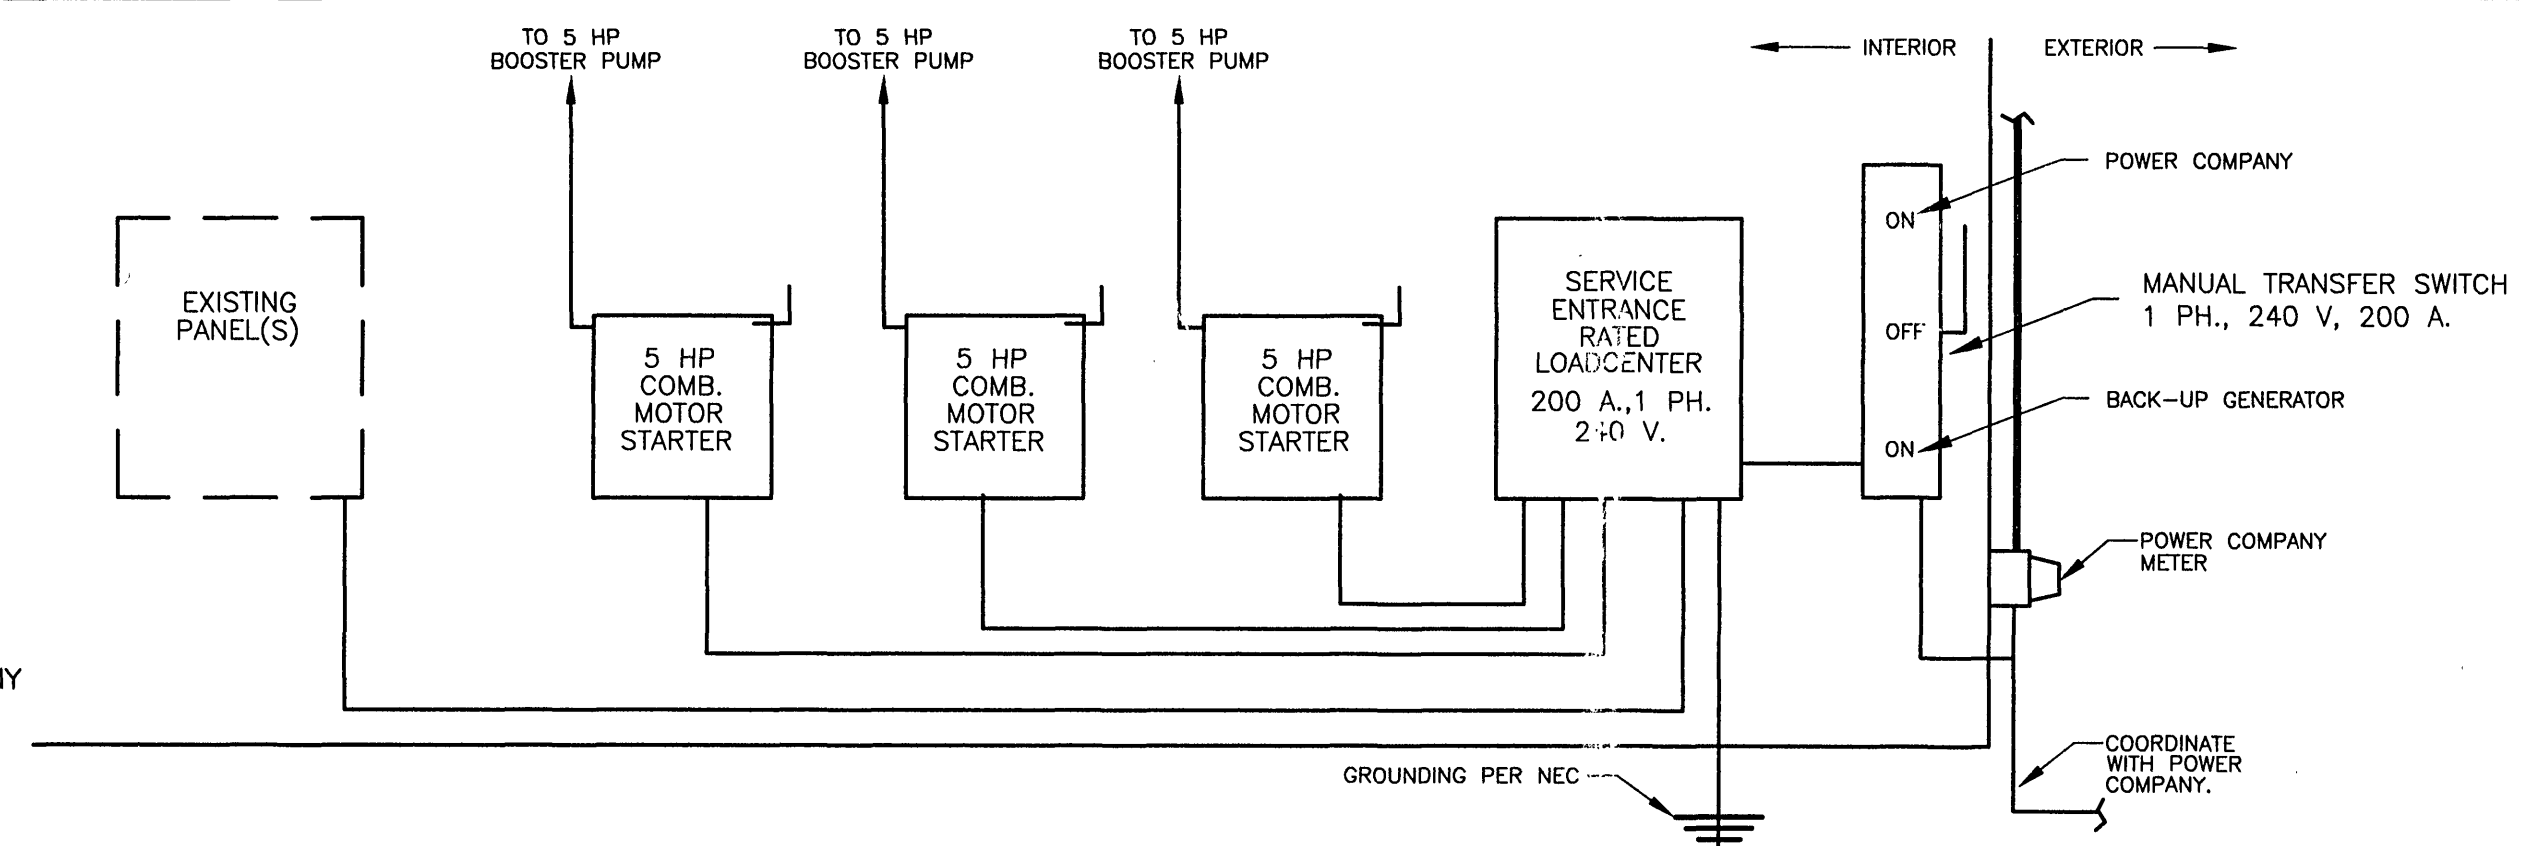 TO 5 HP
BOOSTER PUMP
TO 5 HP
BOOSTER PUMP
TO 5 HP
BOOSTER PUMP
INTERIOR
EXTERIOR
POWER COMPANY
ON
MANUAL TRANSFER SWITCH
1 PH., 240 V, 200 A.
OFF
BACK-UP GENERATOR
ON
EXISTING
PANEL(S)
5 HP
COMB.
MOTOR
STARTER
5 HP
COMB.
MOTOR
STARTER
5 HP
COMB.
MOTOR
STARTER
SERVICE
ENTRANCE
RATED
LOADCENTER
200 A.,1 PH.
240 V.
POWER COMPANY
METER
NY
GROUNDING PER NEC
COORDINATE
WITH POWER
COMPANY.